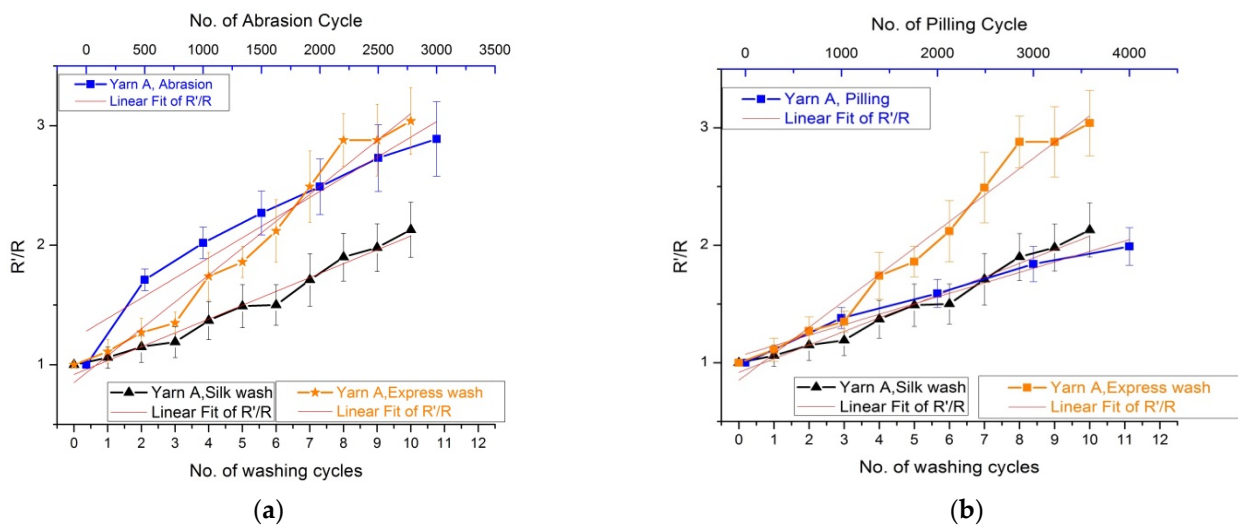 No. of Abrasion Cycle
0 500 1000 1500 2000 2500 3000 3500
Yarn A, Abrasion
Linear Fit of R'/R
3
2
1
R'/R
Yarn A,Silk wash
Linear Fit of R'/R
Yarn A,Express wash
Linear Fit of R'/R
0 1 2 3 4 5 6 7 8 9 10 11 12
No. of washing cycles
(a)
No. of Pilling Cycle
0 1000 2000 3000 4000
Yarn A, Pilling
Linear Fit of R'/R
3
2
1
R'/R
Yarn A,Silk wash
Linear Fit of R'/R
Yarn A,Express wash
Linear Fit of R'/R
0 1 2 3 4 5 6 7 8 9 10 11 12
No. of washing cycles
(b)